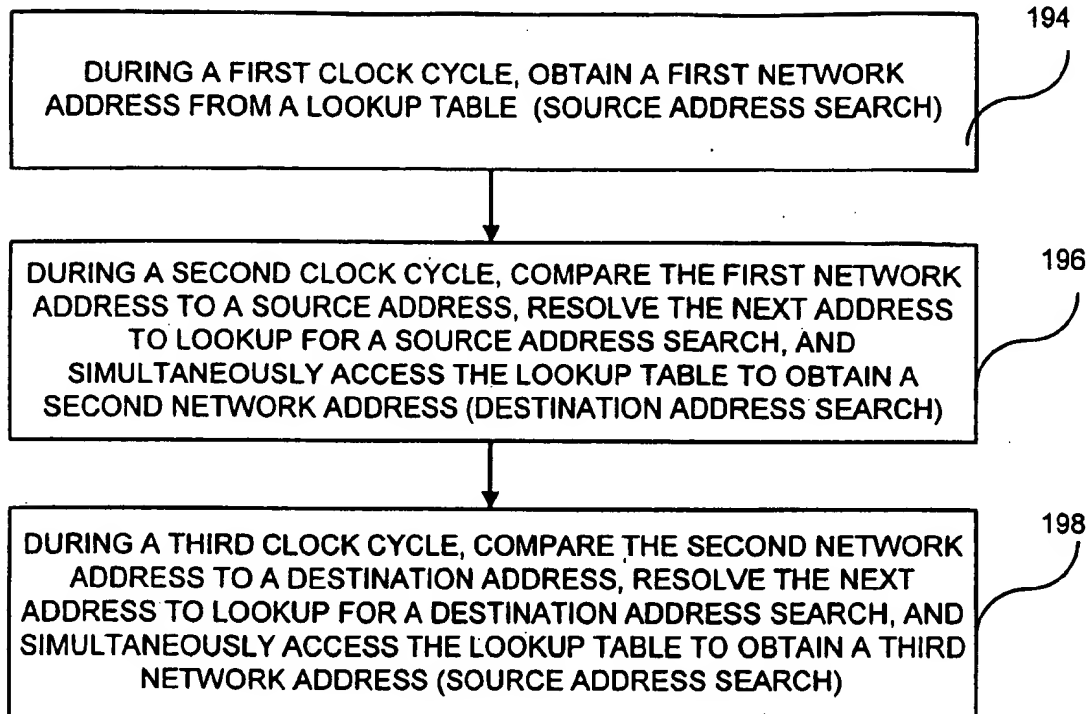 194
DURING A FIRST CLOCK CYCLE, OBTAIN A FIRST NETWORK
ADDRESS FROM A LOOKUP TABLE (SOURCE ADDRESS SEARCH)
196
DURING A SECOND CLOCK CYCLE, COMPARE THE FIRST NETWORK
ADDRESS TO A SOURCE ADDRESS, RESOLVE THE NEXT ADDRESS
TO LOOKUP FOR A SOURCE ADDRESS SEARCH, AND
SIMULTANEOUSLY ACCESS THE LOOKUP TABLE TO OBTAIN A
SECOND NETWORK ADDRESS (DESTINATION ADDRESS SEARCH)
198
DURING A THIRD CLOCK CYCLE, COMPARE THE SECOND NETWORK
ADDRESS TO A DESTINATION ADDRESS, RESOLVE THE NEXT
ADDRESS TO LOOKUP FOR A DESTINATION ADDRESS SEARCH, AND
SIMULTANEOUSLY ACCESS THE LOOKUP TABLE TO OBTAIN A THIRD
NETWORK ADDRESS (SOURCE ADDRESS SEARCH)